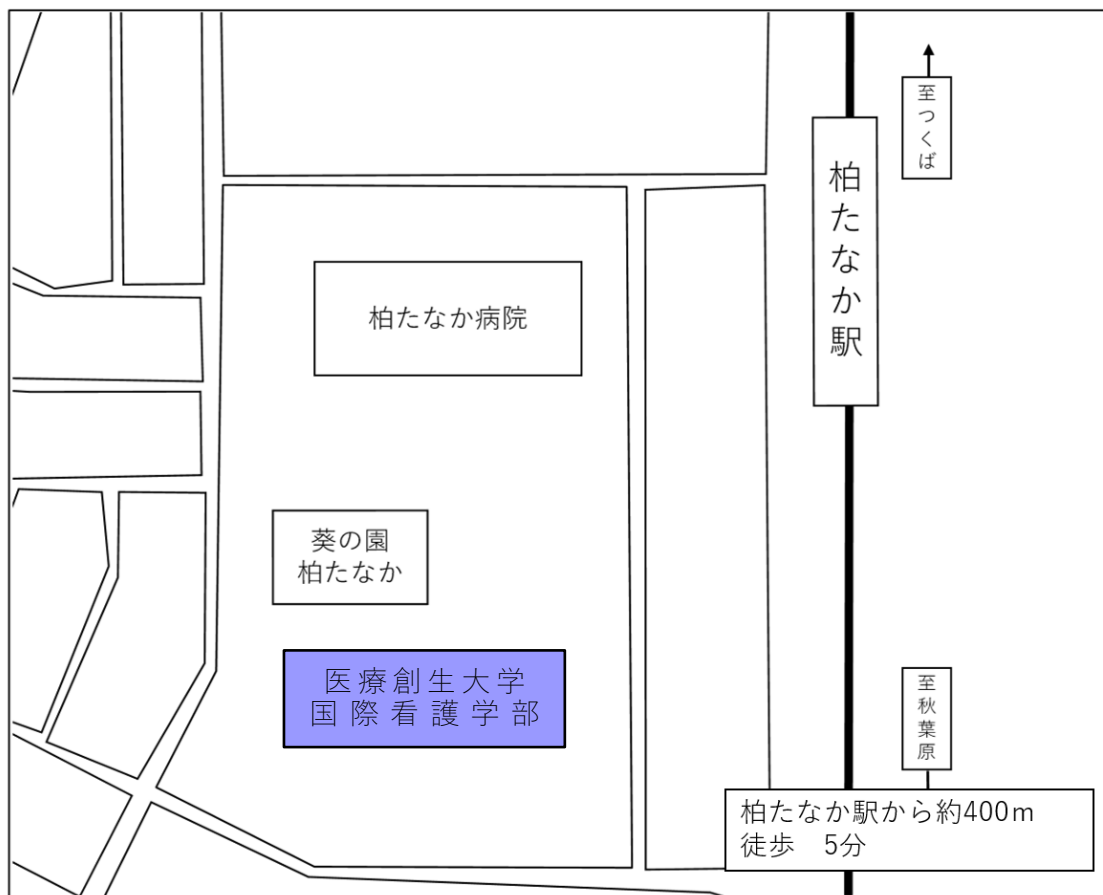 至つくば
柏たなか駅
柏たなか病院
葵の園
柏たなか
医療創生大学
国際看護学部
至秋葉原
柏たなか駅から約400m
徒歩　5分